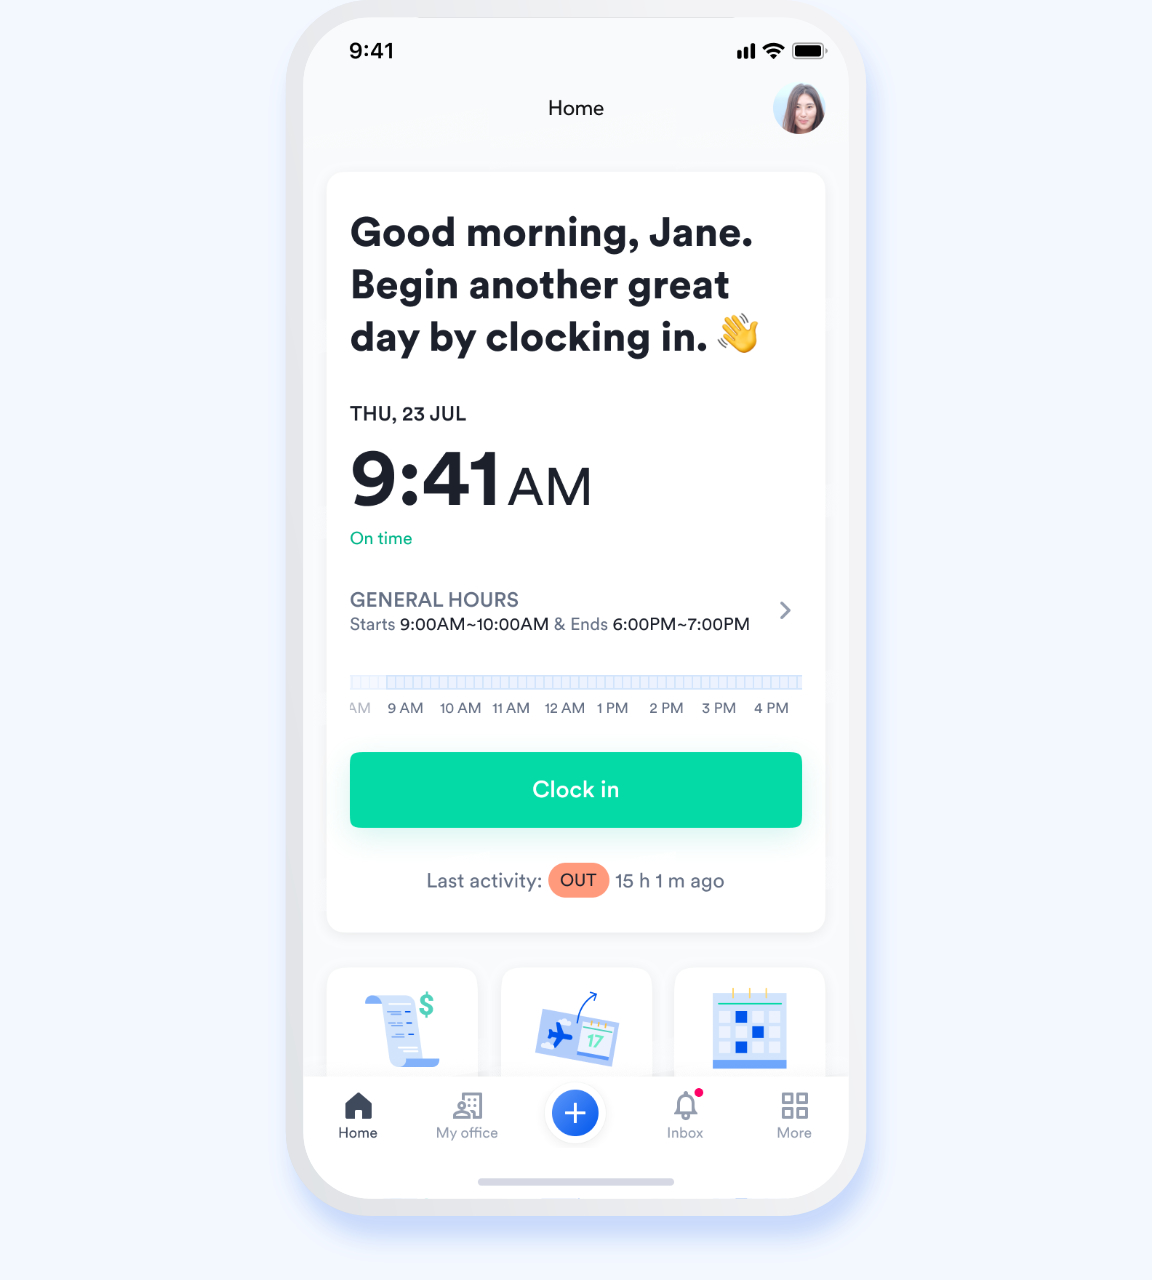 9:41
Home
Good morning, Jane.
Begin another great
day by clocking in. 👋
THU, 23 JUL
9:41 AM
On time
GENERAL HOURS
Starts 9:00AM~10:00AM & Ends 6:00PM~7:00PM
AM 9 AM 10 AM 11 AM 12 AM 1 PM 2 PM 3 PM 4 PM
Clock in
Last activity: OUT 15 h 1 m ago
$
17
Home My office Inbox More